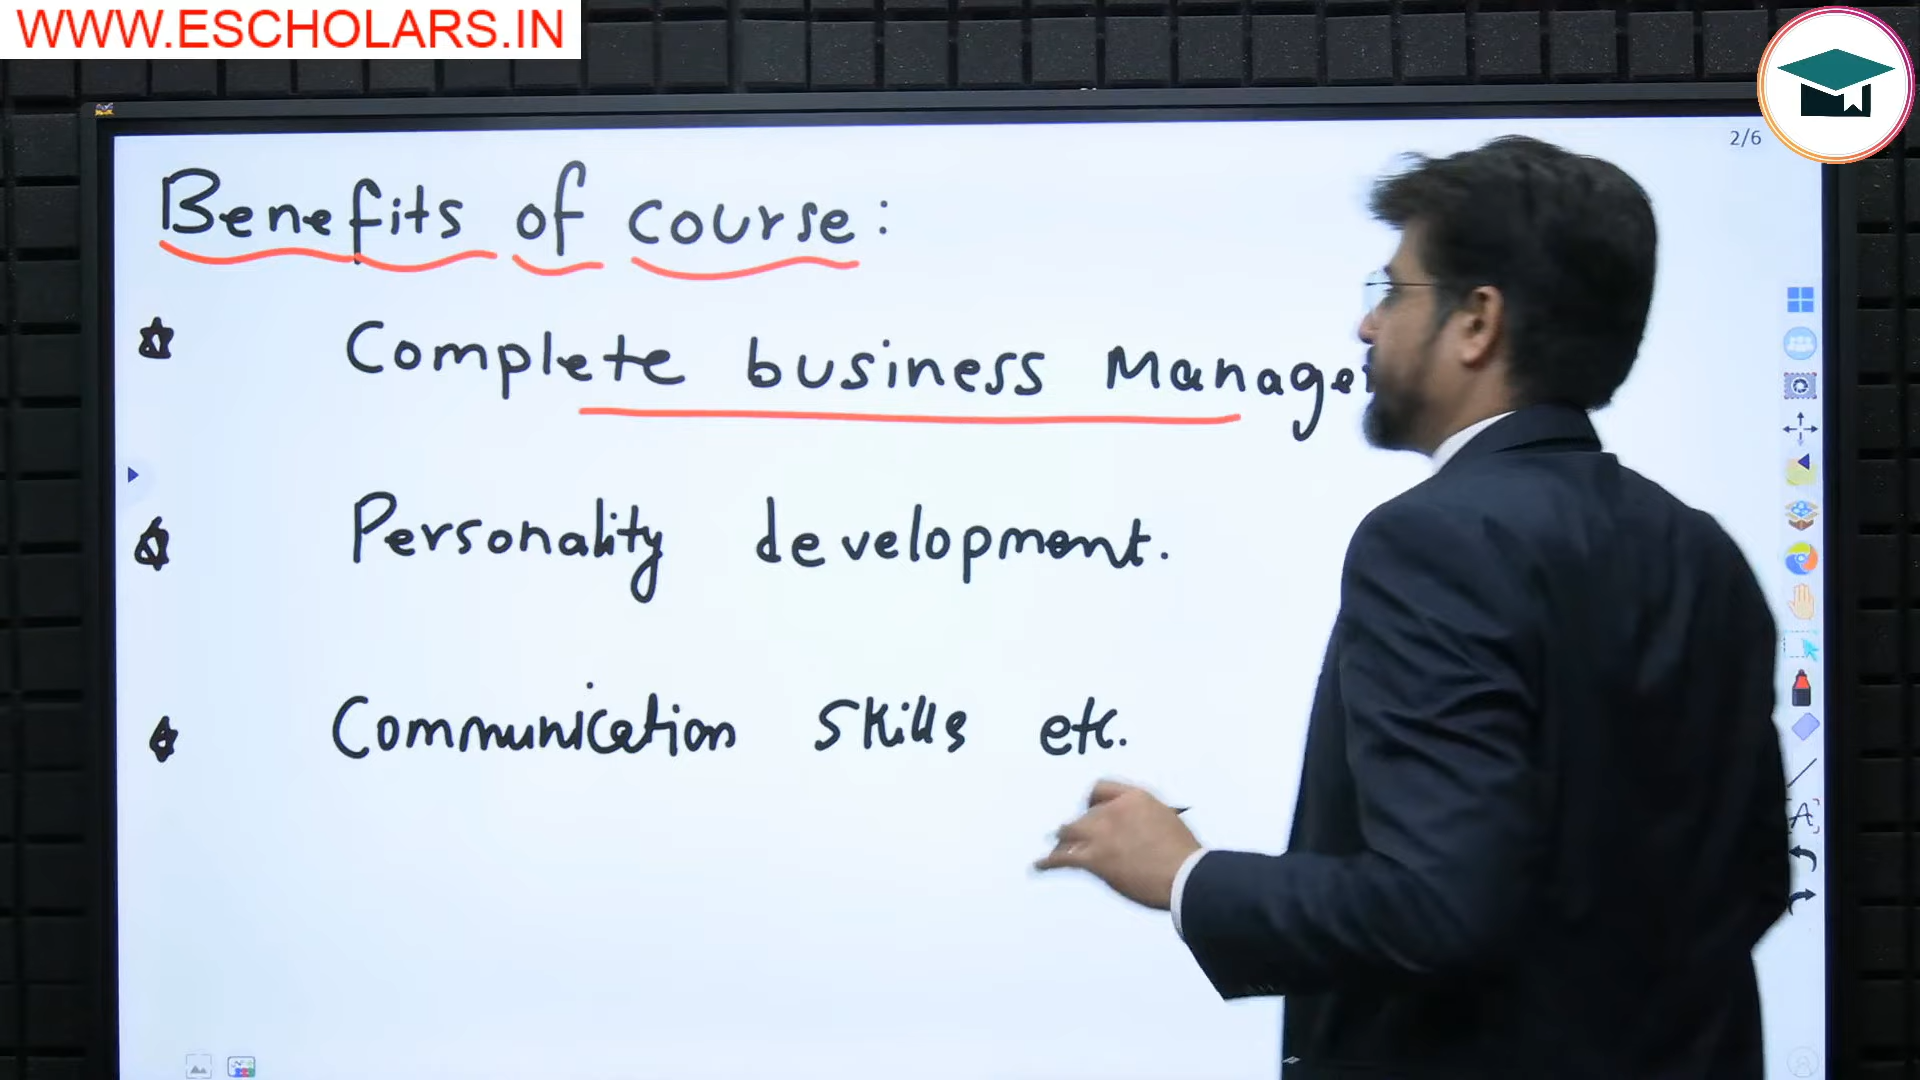 WWW.ESCHOLARS.IN
2/6
Benefits of course:
Complete business Manage
Personality development.
Communication skills etc.